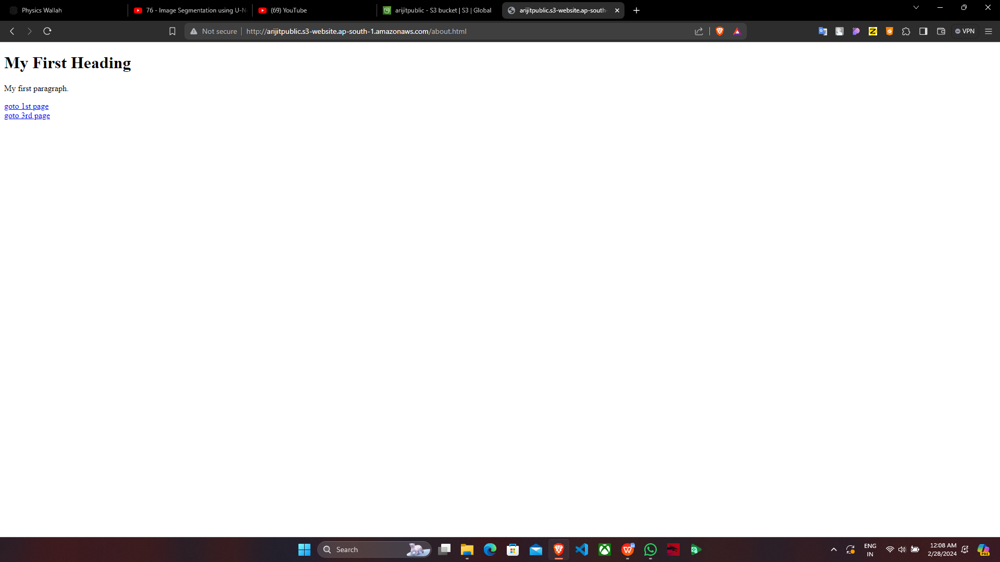 Physics Wallah
76 - Image Segmentation using U-N
(69) YouTube
arijitpublic - S3 bucket | S3 | Global
arijitpublic.s3-website.ap-south-
Not secure
http://arijitpublic.s3-website.ap-south-1.amazonaws.com/about.html
VPN
My First Heading
My first paragraph.
goto 1st page
goto 3rd page
Search
ENG
IN
12:08 AM
2/28/2024
PRE